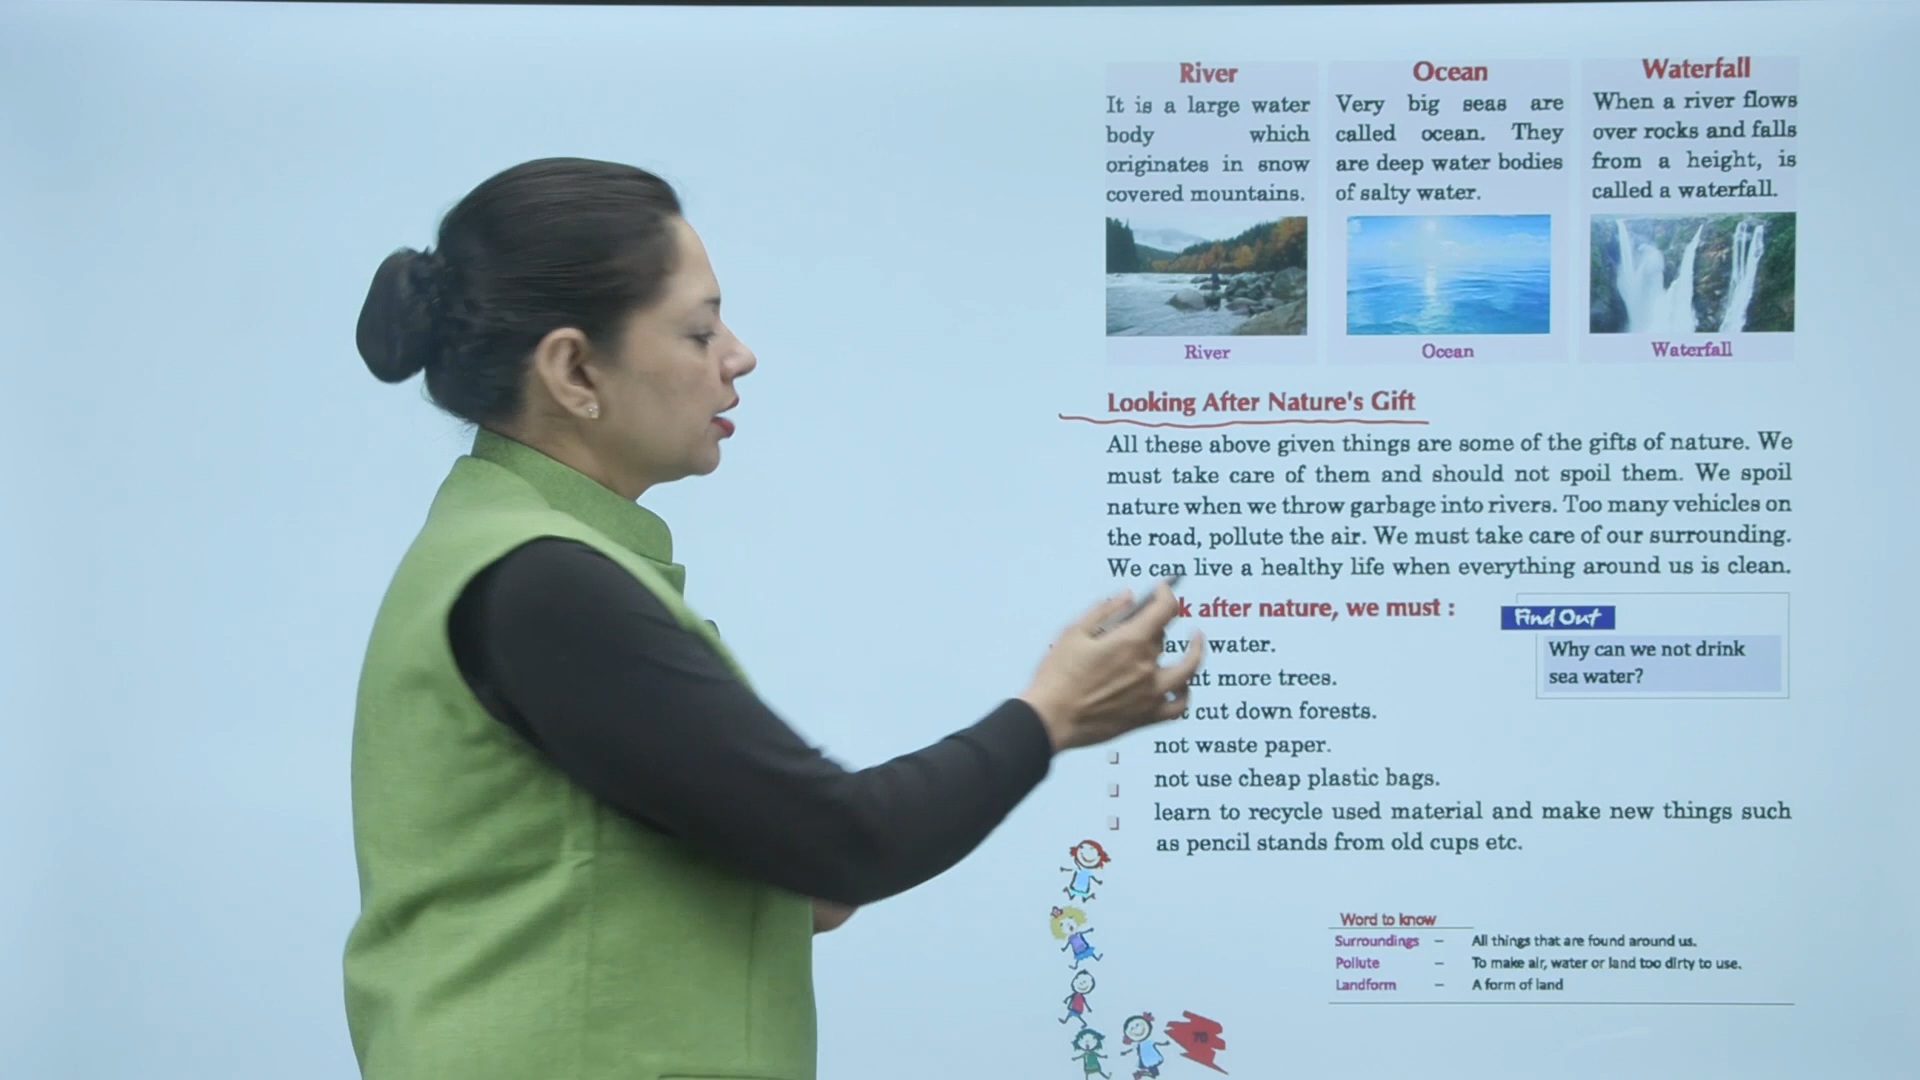 River
It is a large water
body which
originates in snow
covered mountains.
River
Ocean
Very big seas are
called ocean. They
are deep water bodies
of salty water.
Ocean
Waterfall
When a river flows
over rocks and falls
from a height, is
called a waterfall.
Waterfall
Looking After Nature's Gift
All these above given things are some of the gifts of nature. We
must take care of them and should not spoil them. We spoil
nature when we throw garbage into rivers. Too many vehicles on
the road, pollute the air. We must take care of our surrounding.
We can live a healthy life when everything around us is clean.
after nature, we must :
water.
more trees.
cut down forests.
not waste paper.
not use cheap plastic bags.
learn to recycle used material and make new things such
as pencil stands from old cups etc.
Find Out
Why can we not drink
sea water?
Word to know
Surroundings – All things that are found around us.
Pollute – To make air, water or land too dirty to use.
Landform – A form of land
70